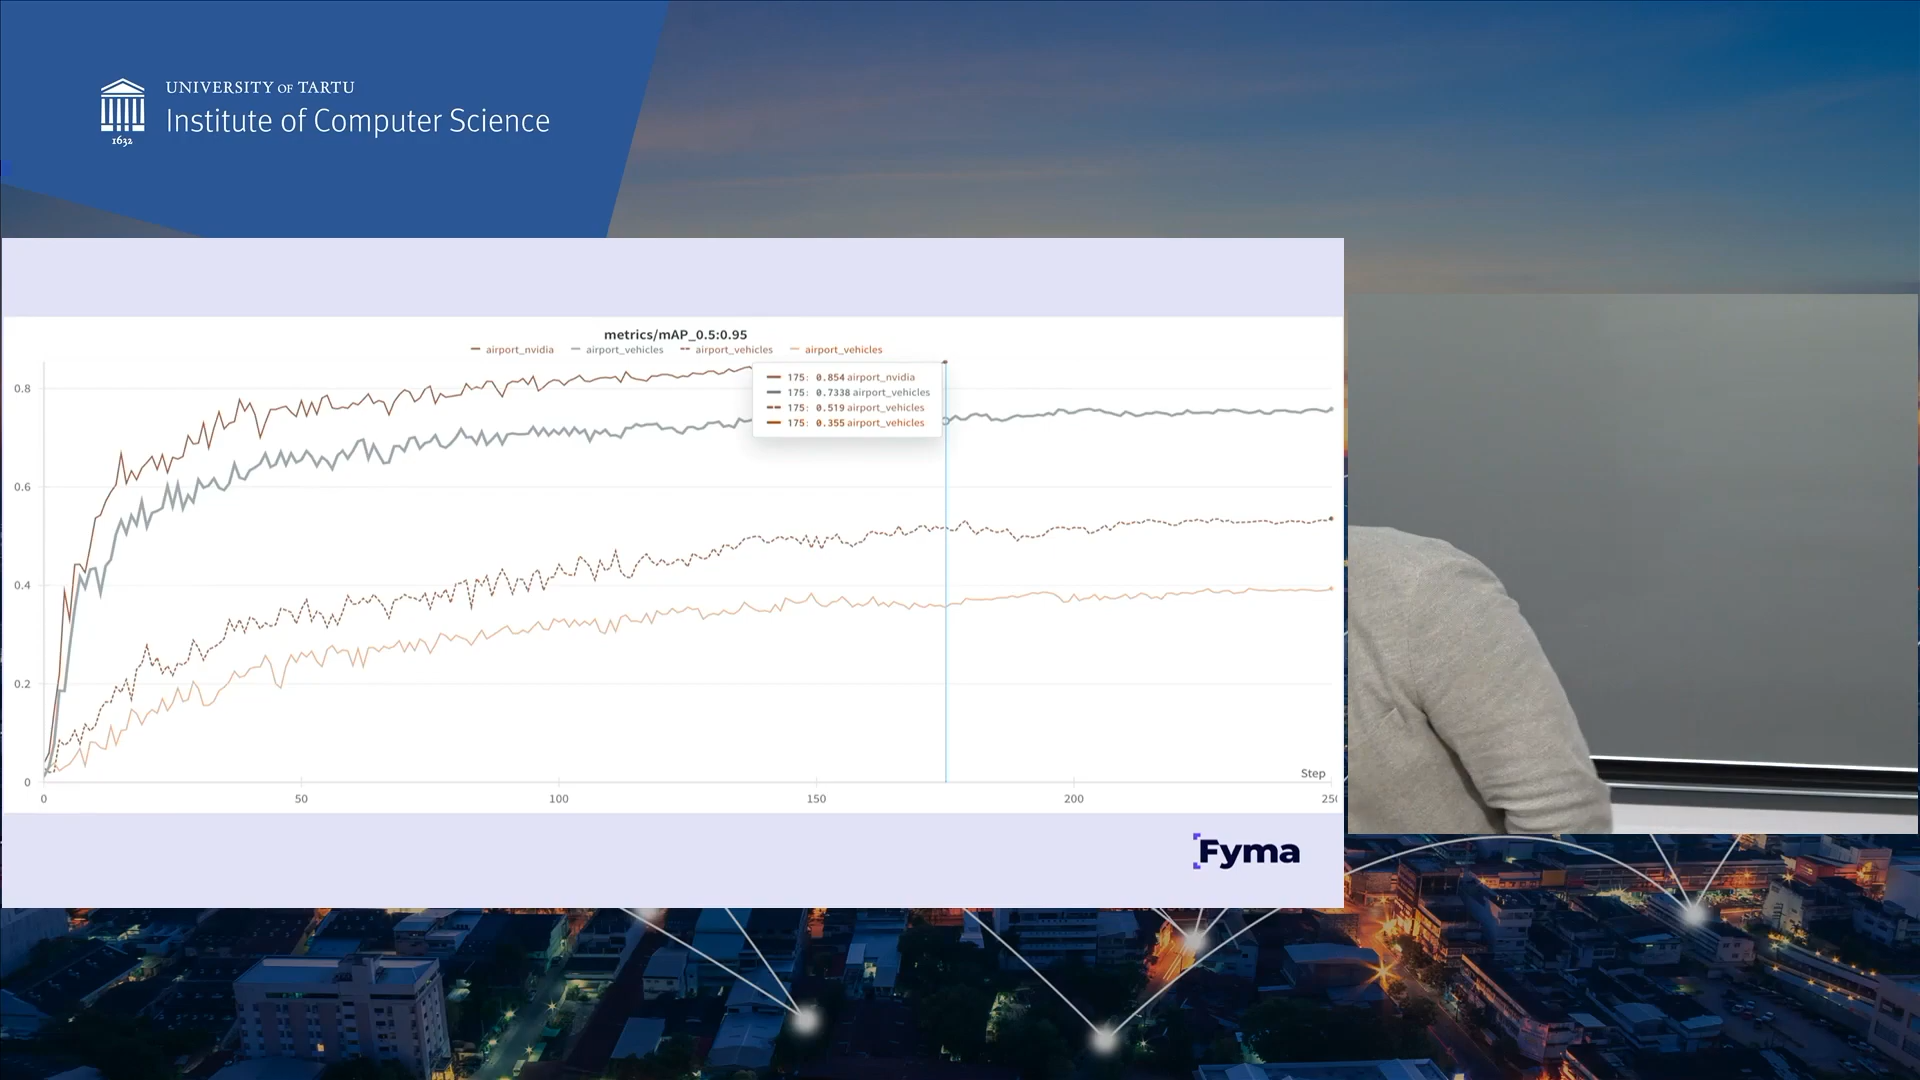 UNIVERSITY OF TARTU
Institute of Computer Science
1632
metrics/mAP_0.5:0.95
airport_nvidia airport_vehicles airport_vehicles airport_vehicles
175: 0.854 airport_nvidia
175: 0.7338 airport_vehicles
175: 0.519 airport_vehicles
175: 0.355 airport_vehicles
0.8
0.6
0.4
0.2
0
Step
0 50 100 150 200 250
Fyma